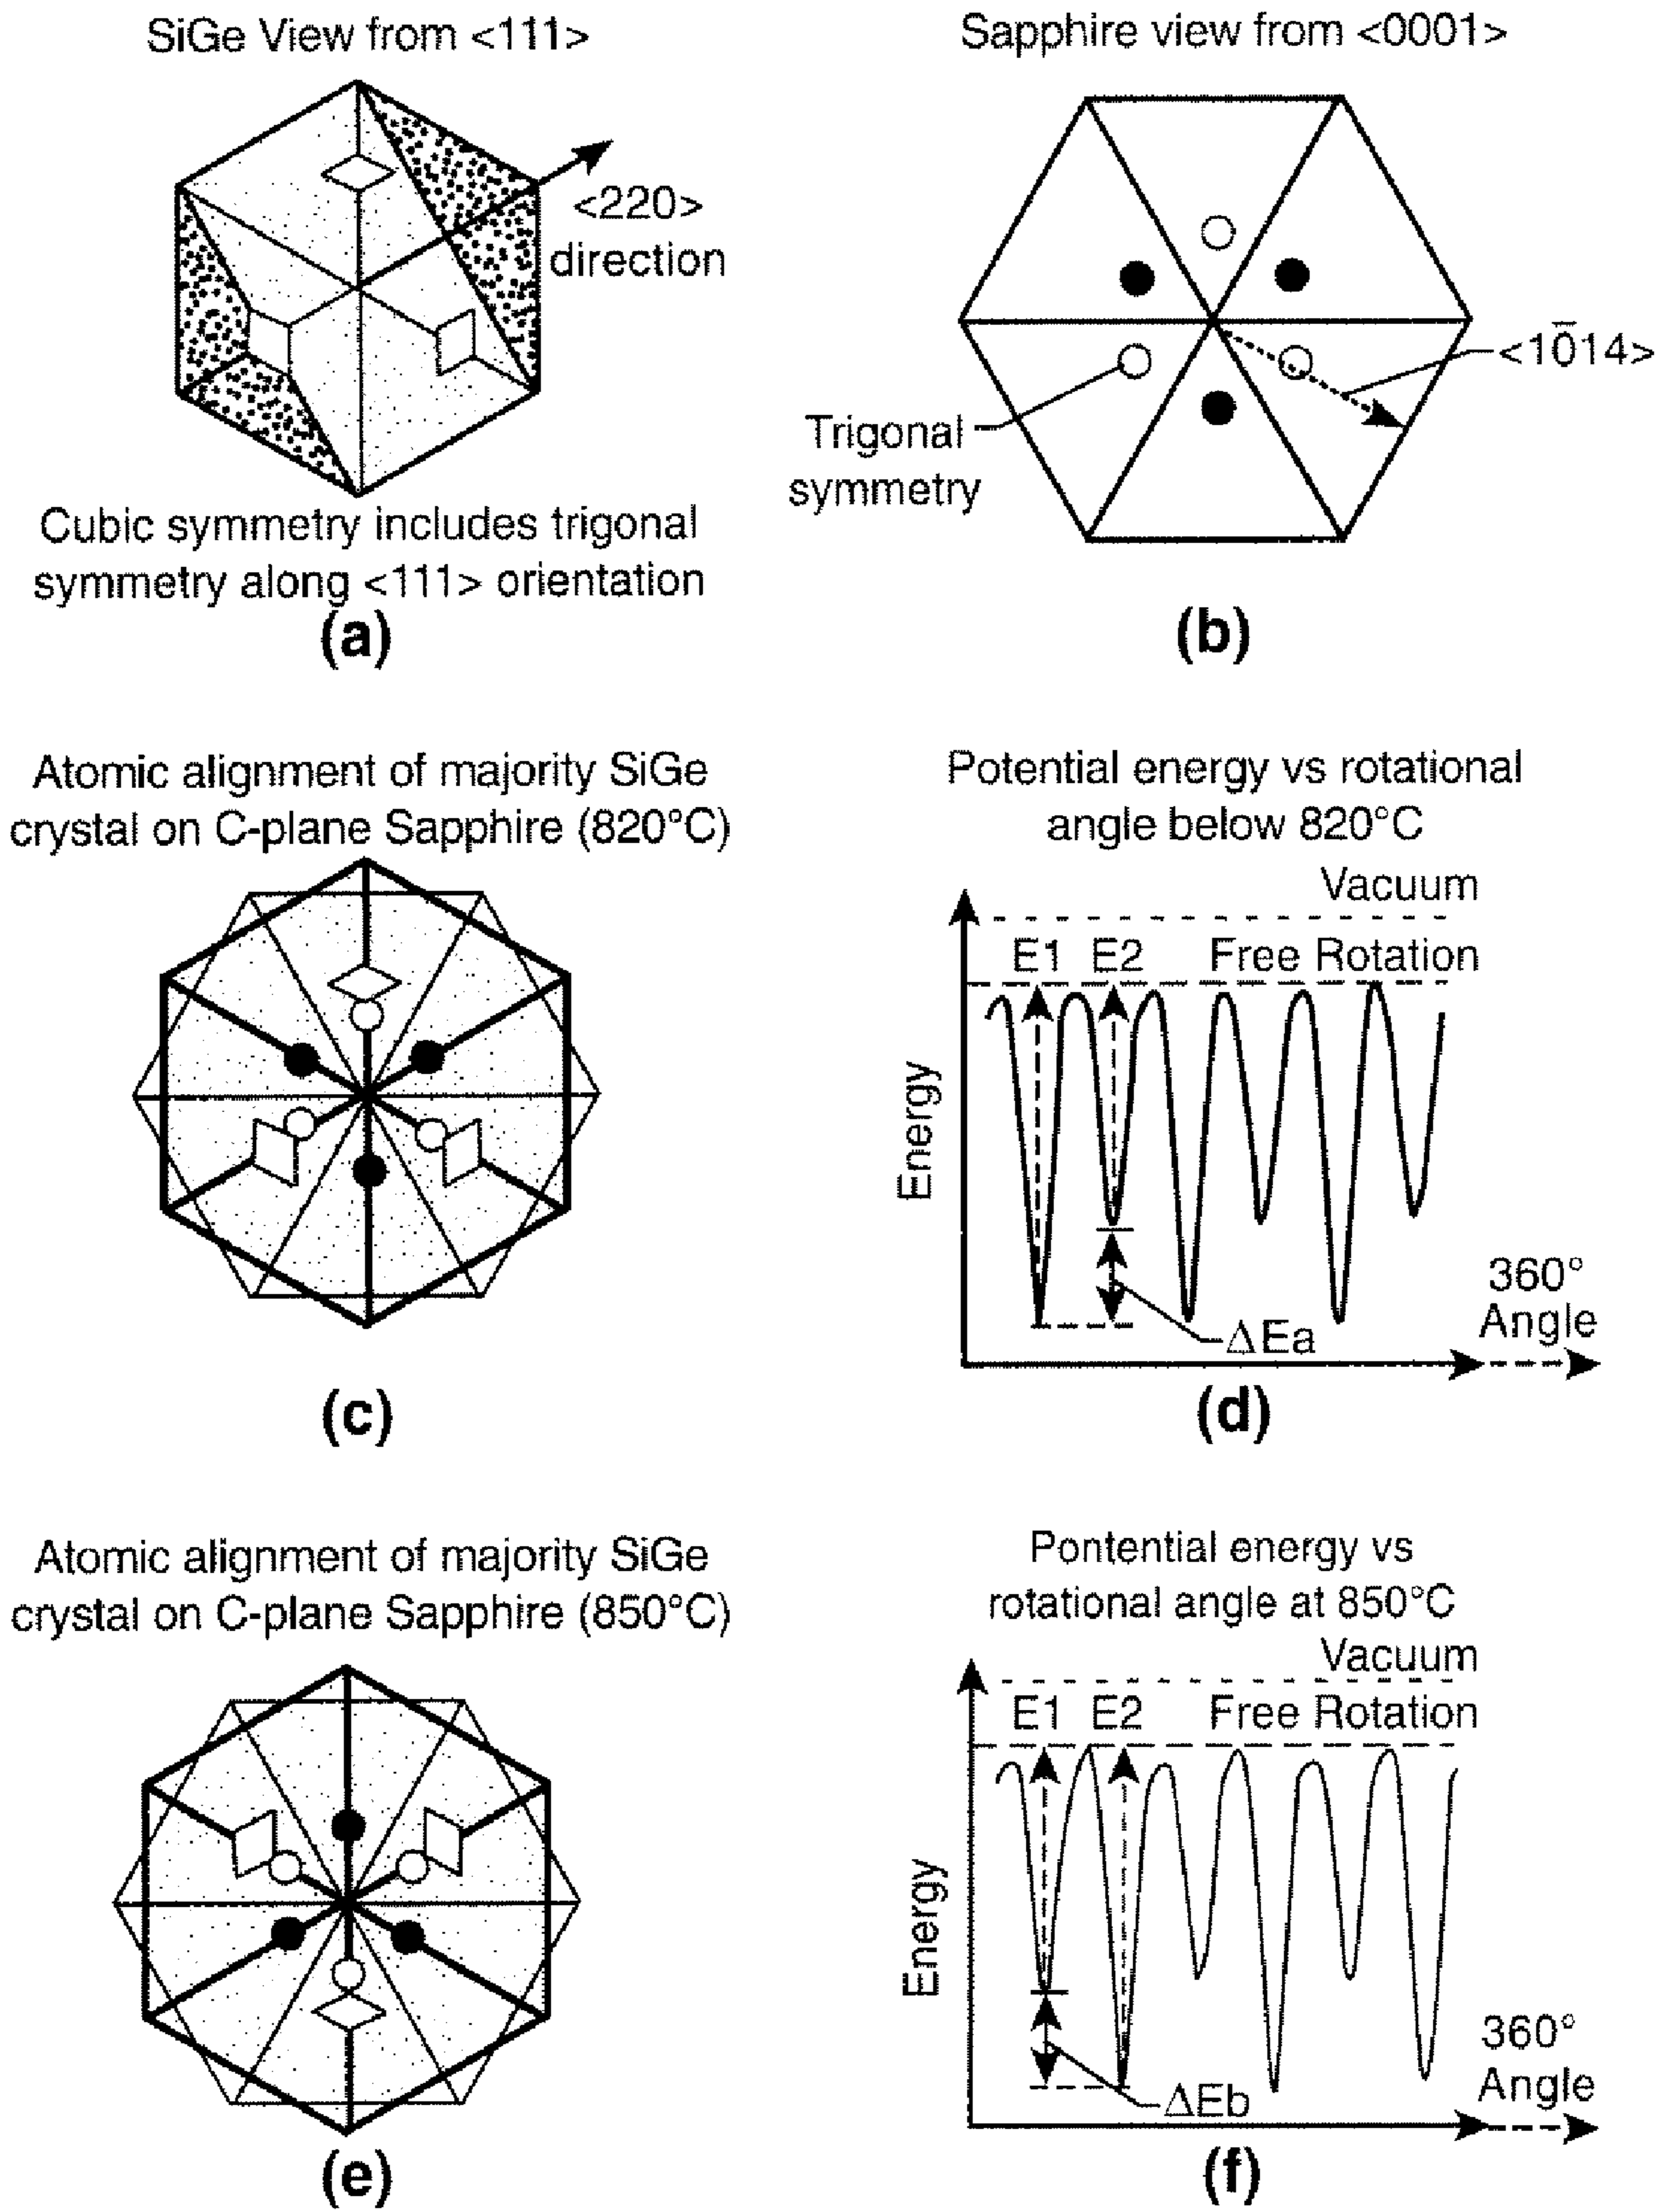 SiGe View from <111>
<220>
direction
Cubic symmetry includes trigonal
symmetry along <111> orientation
(a)
Sapphire view from <0001>
<10̅14>
Trigonal
symmetry
(b)
Atomic alignment of majority SiGe
crystal on C-plane Sapphire (820°C)
(c)
Potential energy vs rotational
angle below 820°C
Vacuum
E1 E2 Free Rotation
Energy
ΔEa
360°
Angle
(d)
Atomic alignment of majority SiGe
crystal on C-plane Sapphire (850°C)
(e)
Pontential energy vs
rotational angle at 850°C
Vacuum
E1 E2 Free Rotation
Energy
ΔEb
360°
Angle
(f)